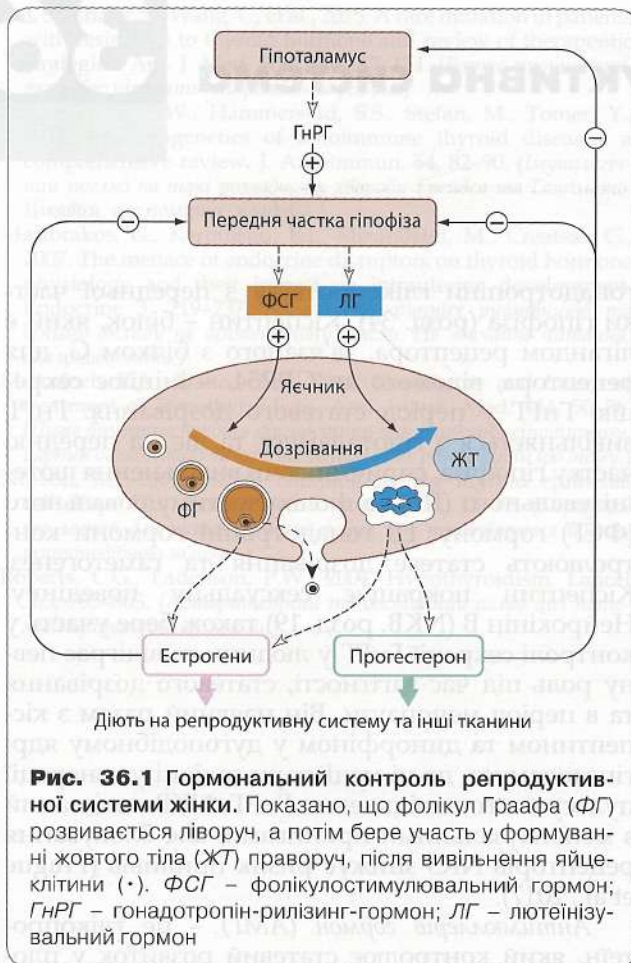 Гіпоталамус
ГнРГ
+
−
−
−
Передня частка гіпофіза
ФСГ
ЛГ
+
+
Яєчник
Дозрівання
ЖТ
ФГ
Естрогени
Прогестерон
Діють на репродуктивну систему та інші тканини
Рис. 36.1 Гормональний контроль репродуктив-
ної системи жінки. Показано, що фолікул Граафа (ФГ)
розвивається ліворуч, а потім бере участь у формуван-
ні жовтого тіла (ЖТ) праворуч, після вивільнення яйце-
клітини (•). ФСГ – фолікулостимулювальний гормон;
ГнРГ – гонадотропін-рилізинг-гормон; ЛГ – лютеїнізу-
вальний гормон